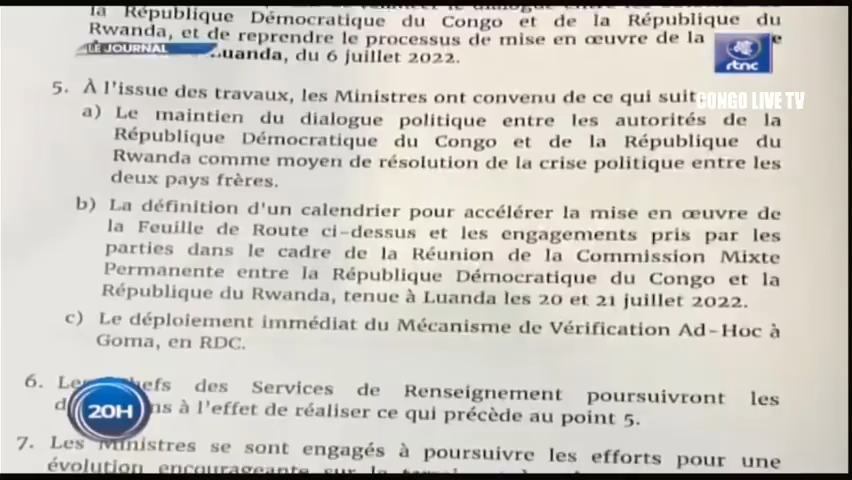 la République Démocratique du Congo et de la République du
Rwanda, et de reprendre le processus de mise en œuvre de la
LE JOURNAL
Luanda, du 6 juillet 2022.
rtnc
CONGO LIVE TV
5. À l'issue des travaux, les Ministres ont convenu de ce qui suit
a) Le maintien du dialogue politique entre les autorités de la
République Démocratique du Congo et de la République du
Rwanda comme moyen de résolution de la crise politique entre les
deux pays frères.
b) La définition d'un calendrier pour accélérer la mise en œuvre de
la Feuille de Route ci-dessus et les engagements pris par les
parties dans le cadre de la Réunion de la Commission Mixte
Permanente entre la République Démocratique du Congo et la
République du Rwanda, tenue à Luanda les 20 et 21 juillet 2022.
c) Le déploiement immédiat du Mécanisme de Vérification Ad-Hoc à
Goma, en RDC.
6. Les Chefs des Services de Renseignement poursuivront les
à l'effet de réaliser ce qui précède au point 5.
20H
7. Les Ministres se sont engagés à poursuivre les efforts pour une
évolution encourageante sur le